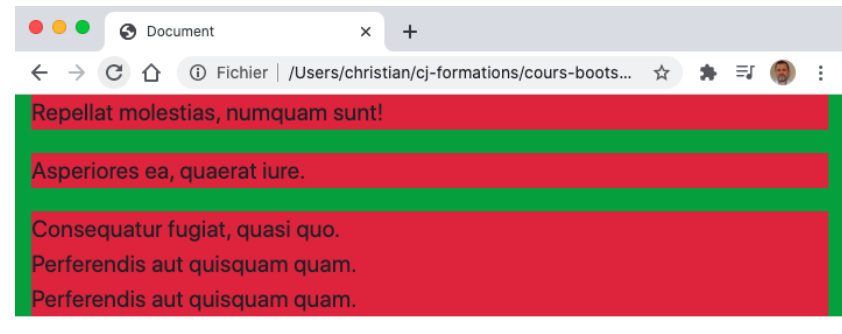 Document
Fichier /Users/christian/cj-formations/cours-boots...
Repellat molestias, numquam sunt!
Asperiores ea, quaerat iure.
Consequatur fugiat, quasi quo.
Perferendis aut quisquam quam.
Perferendis aut quisquam quam.